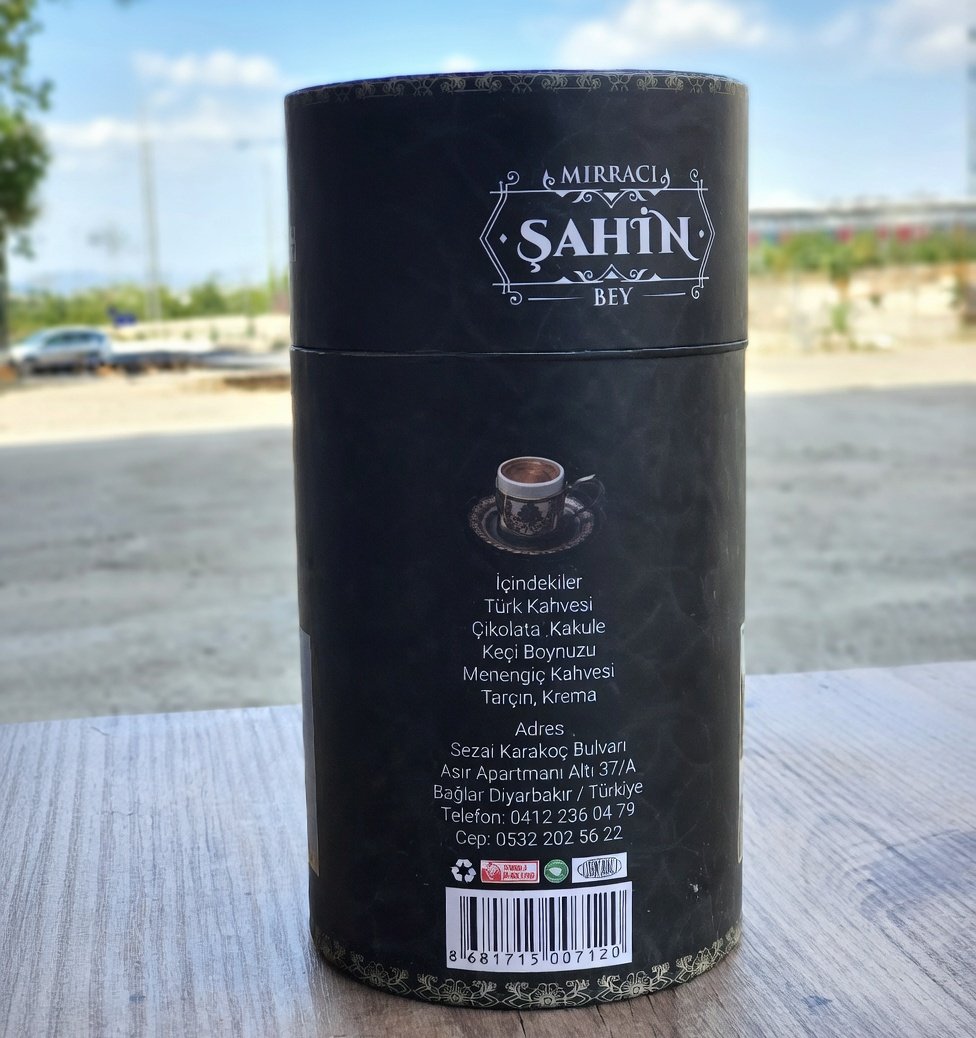 MIRRACI
ŞAHİN
BEY
İçindekiler
Türk Kahvesi
Çikolata ,Kakule
Keçi Boynuzu
Menengiç Kahvesi
Tarçın, Krema
Adres
Sezai Karakoç Bulvarı
Asır Apartmanı Altı 37/A
Bağlar Diyarbakır / Türkiye
Telefon: 0412 236 04 79
Cep: 0532 202 56 22
8 681715 007120